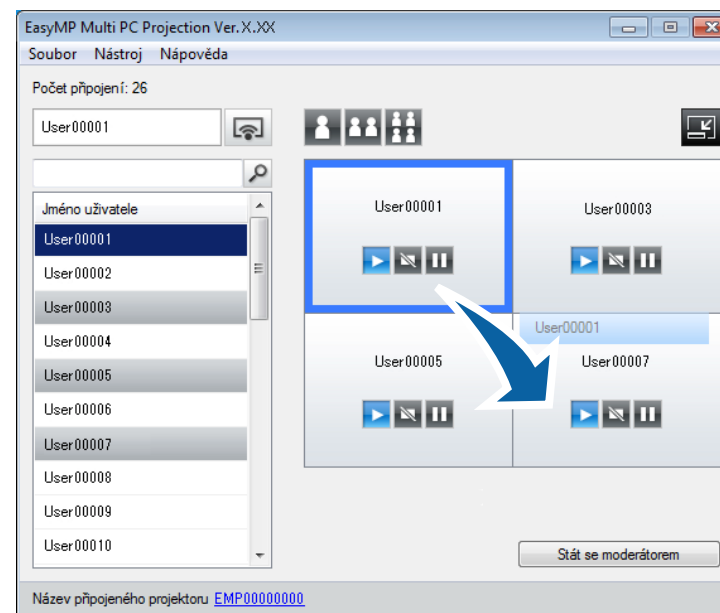 EasyMP Multi PC Projection Ver.X.XX
Soubor Nástroj Nápověda
Počet připojení: 26
User00001
Jméno uživatele
User00001
User00002
User00003
User00004
User00005
User00006
User00007
User00008
User00009
User00010
User00001
User00003
User00001
User00005
User00007
Stát se moderátorem
Název připojeného projektoru EMP00000000